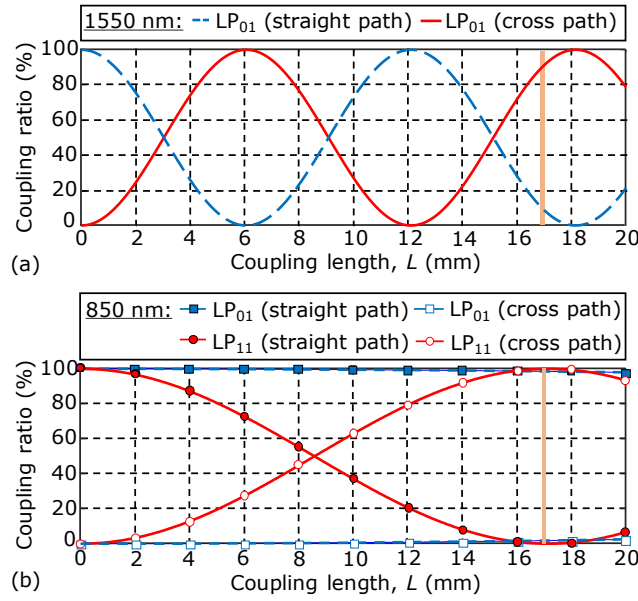 1550 nm: LP01 (straight path) LP01 (cross path)
100
80
60
40
20
0
Coupling ratio (%)
0 2 4 6 8 10 12 14 16 18 20
(a) Coupling length, L (mm)
850 nm: LP01 (straight path) LP01 (cross path)
LP11 (straight path) LP11 (cross path)
100
80
60
40
20
0
Coupling ratio (%)
0 2 4 6 8 10 12 14 16 18 20
(b) Coupling length, L (mm)